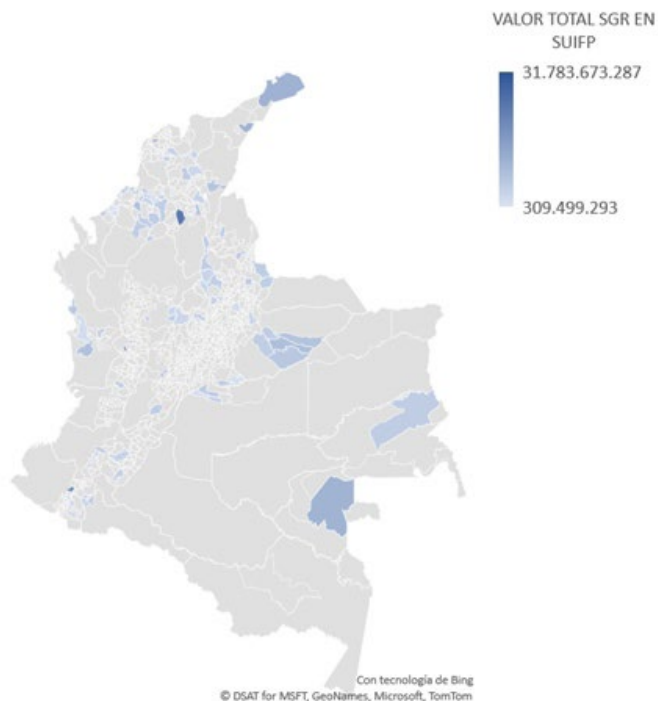 VALOR TOTAL SGR EN
SUIFP
31.783.673.287
309.499.293
Con tecnología de Bing
© DSAT for MSFT, GeoNames, Microsoft, TomTom